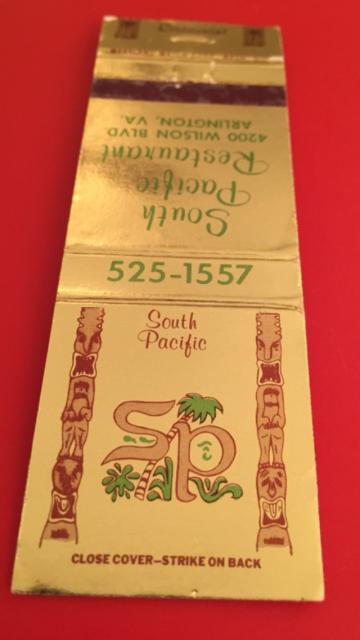 South
Pacific
Restaurant
4200 WILSON BLVD
ARLINGTON, VA.
525-1557
South
Pacific
sp
CLOSE COVER—STRIKE ON BACK